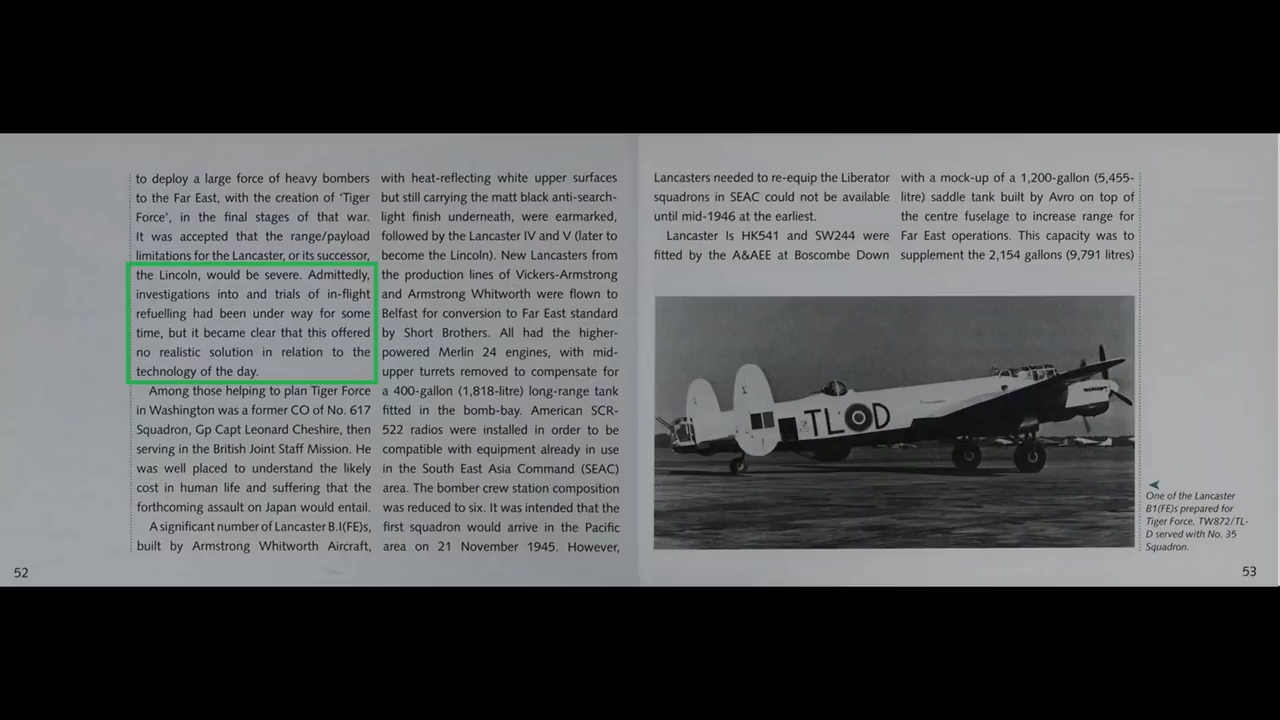 to deploy a large force of heavy bombers
to the Far East, with the creation of ‘Tiger
Force’, in the final stages of that war.
It was accepted that the range/payload
limitations for the Lancaster, or its successor,
the Lincoln, would be severe. Admittedly,
investigations into and trials of in-flight
refuelling had been under way for some
time, but it became clear that this offered
no realistic solution in relation to the
technology of the day.
Among those helping to plan Tiger Force
in Washington was a former CO of No. 617
Squadron, Gp Capt Leonard Cheshire, then
serving in the British Joint Staff Mission. He
was well placed to understand the likely
cost in human life and suffering that the
forthcoming assault on Japan would entail.
A significant number of Lancaster B.I(FE)s,
built by Armstrong Whitworth Aircraft,
with heat-reflecting white upper surfaces
but still carrying the matt black anti-search-
light finish underneath, were earmarked,
followed by the Lancaster IV and V (later to
become the Lincoln). New Lancasters from
the production lines of Vickers-Armstrong
and Armstrong Whitworth were flown to
Belfast for conversion to Far East standard
by Short Brothers. All had the higher-
powered Merlin 24 engines, with mid-
upper turrets removed to compensate for
a 400-gallon (1,818-litre) long-range tank
fitted in the bomb-bay. American SCR-
522 radios were installed in order to be
compatible with equipment already in use
in the South East Asia Command (SEAC)
area. The bomber crew station composition
was reduced to six. It was intended that the
first squadron would arrive in the Pacific
area on 21 November 1945. However,
52
Lancasters needed to re-equip the Liberator
squadrons in SEAC could not be available
until mid-1946 at the earliest.
Lancaster Is HK541 and SW244 were
fitted by the A&AEE at Boscombe Down
with a mock-up of a 1,200-gallon (5,455-
litre) saddle tank built by Avro on top of
the centre fuselage to increase range for
Far East operations. This capacity was to
supplement the 2,154 gallons (9,791 litres)
TL D
One of the Lancaster
B1(FE)s prepared for
Tiger Force. TW872/TL-
D served with No. 35
Squadron.
53